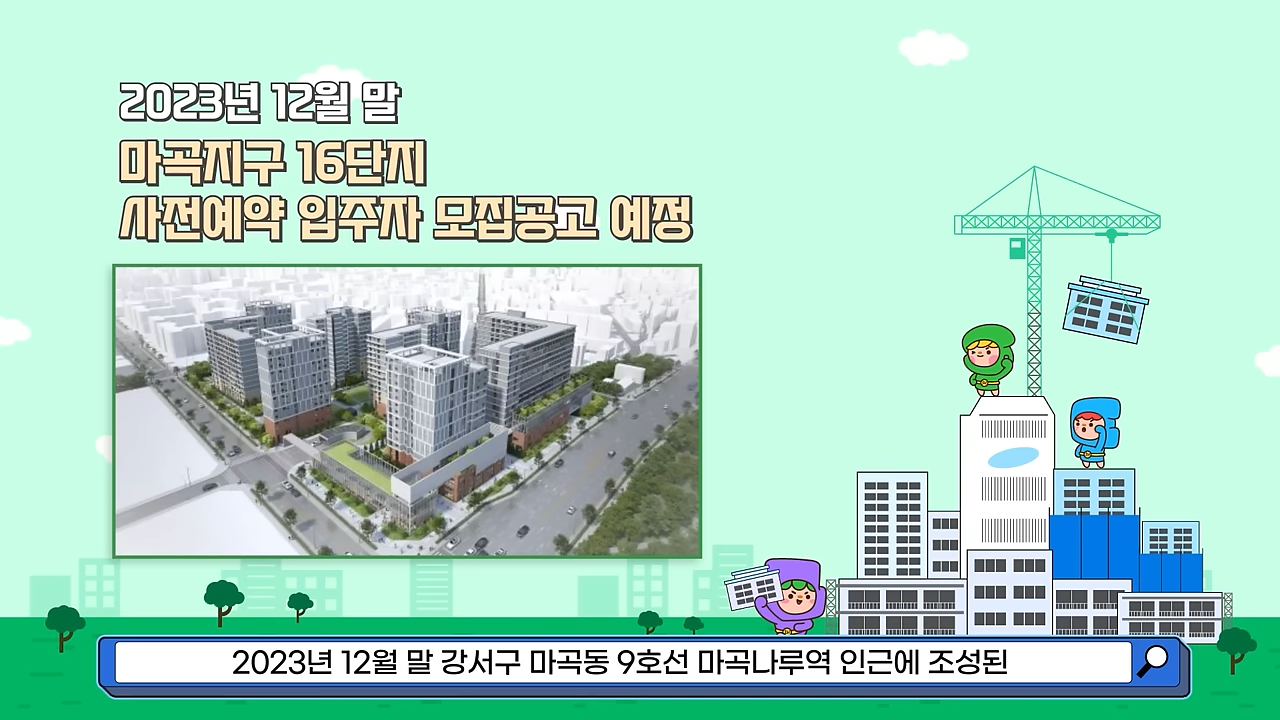 2023년 12월 말
마곡지구 16단지
사전예약 입주자 모집공고 예정
2023년 12월 말 강서구 마곡동 9호선 마곡나루역 인근에 조성된